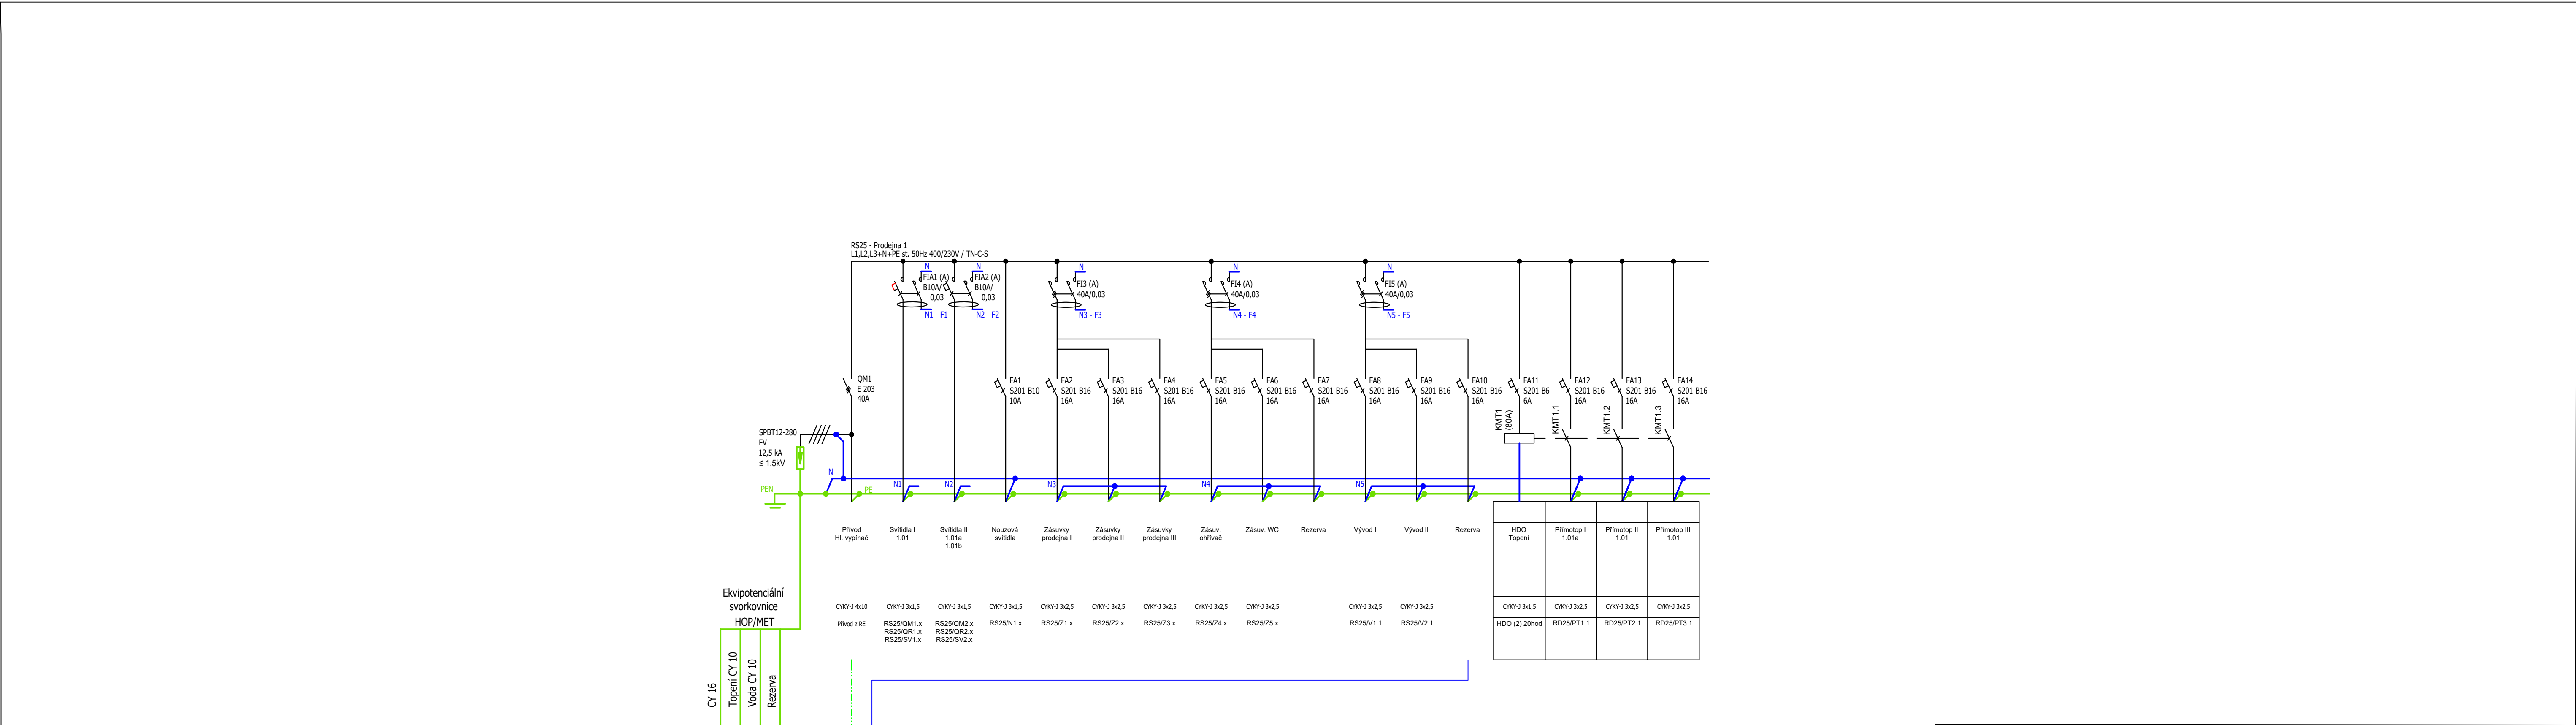 RS25 - Prodejna 1
L1,L2,L3+N+PE st. 50Hz 400/230V / TN-C-S
N
FIA1 (A)
B10A/
0,03
N1 - F1
N
FIA2 (A)
B10A/
0,03
N2 - F2
N
FI3 (A)
40A/0,03
N3 - F3
N
FI4 (A)
40A/0,03
N4 - F4
N
FI5 (A)
40A/0,03
N5 - F5
QM1
E 203
40A
FA1
S201-B10
10A
FA2
S201-B16
16A
FA3
S201-B16
16A
FA4
S201-B16
16A
FA5
S201-B16
16A
FA6
S201-B16
16A
FA7
S201-B16
16A
FA8
S201-B16
16A
FA9
S201-B16
16A
FA10
S201-B16
16A
FA11
S201-B6
6A
FA12
S201-B16
16A
FA13
S201-B16
16A
FA14
S201-B16
16A
KMT1
(80A)
KMT1.1
KMT1.2
KMT1.3
SPBT12-280
FV
12,5 kA
≤ 1,5kV
N
PEN
PE
N1
N2
N3
N4
N5
Přívod
Hl. vypínač
Svítidla I
1.01
Svítidla II
1.01a
1.01b
Nouzová
svítidla
Zásuvky
prodejna I
Zásuvky
prodejna II
Zásuvky
prodejna III
Zásuv.
ohřívač
Zásuv. WC
Rezerva
Vývod I
Vývod II
Rezerva
HDO
Topení
Přímotop I
1.01a
Přímotop II
1.01
Přímotop III
1.01
CYKY-J 4x10
CYKY-J 3x1,5
CYKY-J 3x1,5
CYKY-J 3x1,5
CYKY-J 3x2,5
CYKY-J 3x2,5
CYKY-J 3x2,5
CYKY-J 3x2,5
CYKY-J 3x2,5
CYKY-J 3x2,5
CYKY-J 3x2,5
CYKY-J 3x1,5
CYKY-J 3x2,5
CYKY-J 3x2,5
CYKY-J 3x2,5
Přívod z RE
RS25/QM1.x
RS25/QR1.x
RS25/SV1.x
RS25/QM2.x
RS25/QR2.x
RS25/SV2.x
RS25/N1.x
RS25/Z1.x
RS25/Z2.x
RS25/Z3.x
RS25/Z4.x
RS25/Z5.x
RS25/V1.1
RS25/V2.1
HDO (2) 20hod
RD25/PT1.1
RD25/PT2.1
RD25/PT3.1
Ekvipotenciální
svorkovnice
HOP/MET
CY 16
Topení CY 10
Voda CY 10
Rezerva